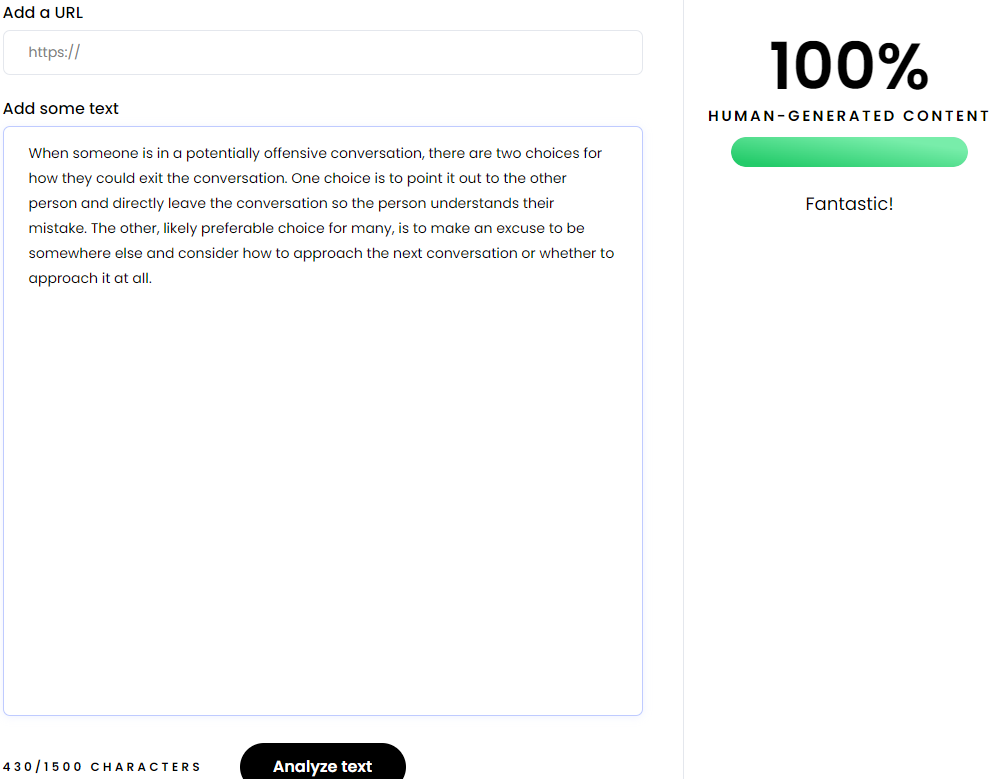 Add a URL
https://
Add some text
When someone is in a potentially offensive conversation, there are two choices for
how they could exit the conversation. One choice is to point it out to the other
person and directly leave the conversation so the person understands their
mistake. The other, likely preferable choice for many, is to make an excuse to be
somewhere else and consider how to approach the next conversation or whether to
approach it at all.
430/1500 CHARACTERS
Analyze text
100%
HUMAN-GENERATED CONTENT
Fantastic!